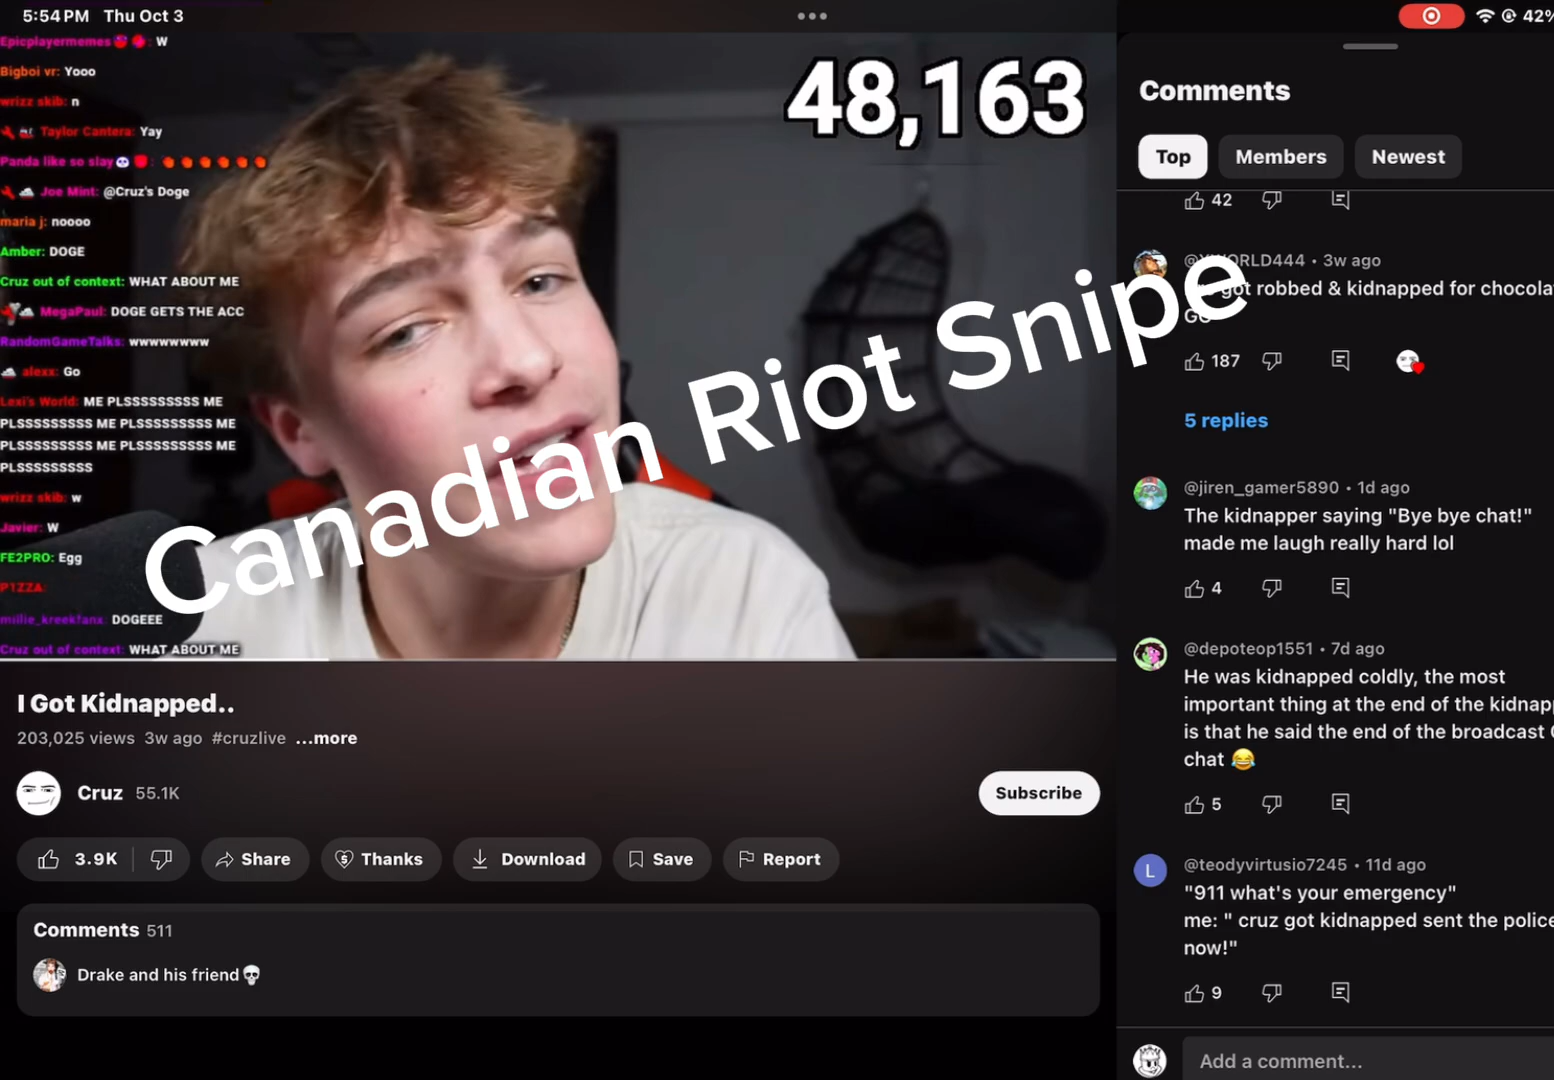 5:54 PM Thu Oct 3
42%
Epicplayermemes: W
Bigboi vr: Yooo
wrizz skib: n
Taylor Cantera: Yay
Panda like so slay:
Joe Mint: @Cruz's Doge
maria j: noooo
Amber: DOGE
Cruz out of context: WHAT ABOUT ME
MegaPaul: DOGE GETS THE ACC
RandomGameTalks: wwwwwwww
alexx: Go
Lexi's World: ME PLSSSSSSSSS ME
PLSSSSSSSSS ME PLSSSSSSSSS ME
PLSSSSSSSSS ME PLSSSSSSSSS ME
PLSSSSSSSSS
wrizz skib: w
Javier: W
FE2PRO: Egg
P1ZZA:
millie_kreekfanx: DOGEEE
Cruz out of context: WHAT ABOUT ME
48,163
Canadian Riot Snipe
I Got Kidnapped..
203,025 views 3w ago #cruzlive ...more
Cruz 55.1K
Subscribe
3.9K
Share
Thanks
Download
Save
Report
Comments 511
Drake and his friend💀
Comments
Top
Members
Newest
42
RLD444 • 3w ago
got robbed & kidnapped for chocola
187
5 replies
@jiren_gamer5890 • 1d ago
The kidnapper saying "Bye bye chat!"
made me laugh really hard lol
4
@depoteop1551 • 7d ago
He was kidnapped coldly, the most
important thing at the end of the kidnap
is that he said the end of the broadcast
chat 😂
5
L
@teodyvirtusio7245 • 11d ago
"911 what's your emergency"
me: " cruz got kidnapped sent the police
now!"
9
Add a comment...